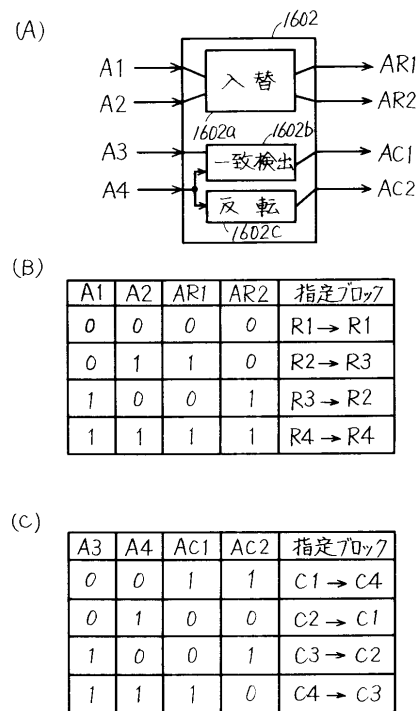 (A)
1602
A1
A2
入替
AR1
AR2
1602a
1602b
A3
一致検出
AC1
A4
反転
AC2
1602C
(B)
A1 A2 AR1 AR2 指定ブロック
0 0 0 0 R1→R1
0 1 1 0 R2→R3
1 0 0 1 R3→R2
1 1 1 1 R4→R4
(C)
A3 A4 AC1 AC2 指定ブロック
0 0 1 1 C1→C4
0 1 0 0 C2→C1
1 0 0 1 C3→C2
1 1 1 0 C4→C3